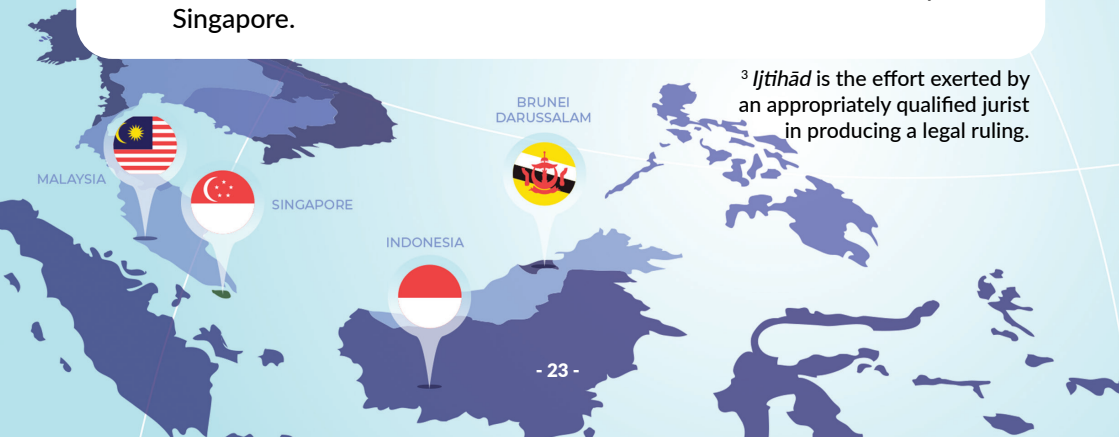 Singapore.
³ Ijtihād is the effort exerted by
an appropriately qualified jurist
in producing a legal ruling.
BRUNEI
DARUSSALAM
MALAYSIA
SINGAPORE
INDONESIA
- 23 -